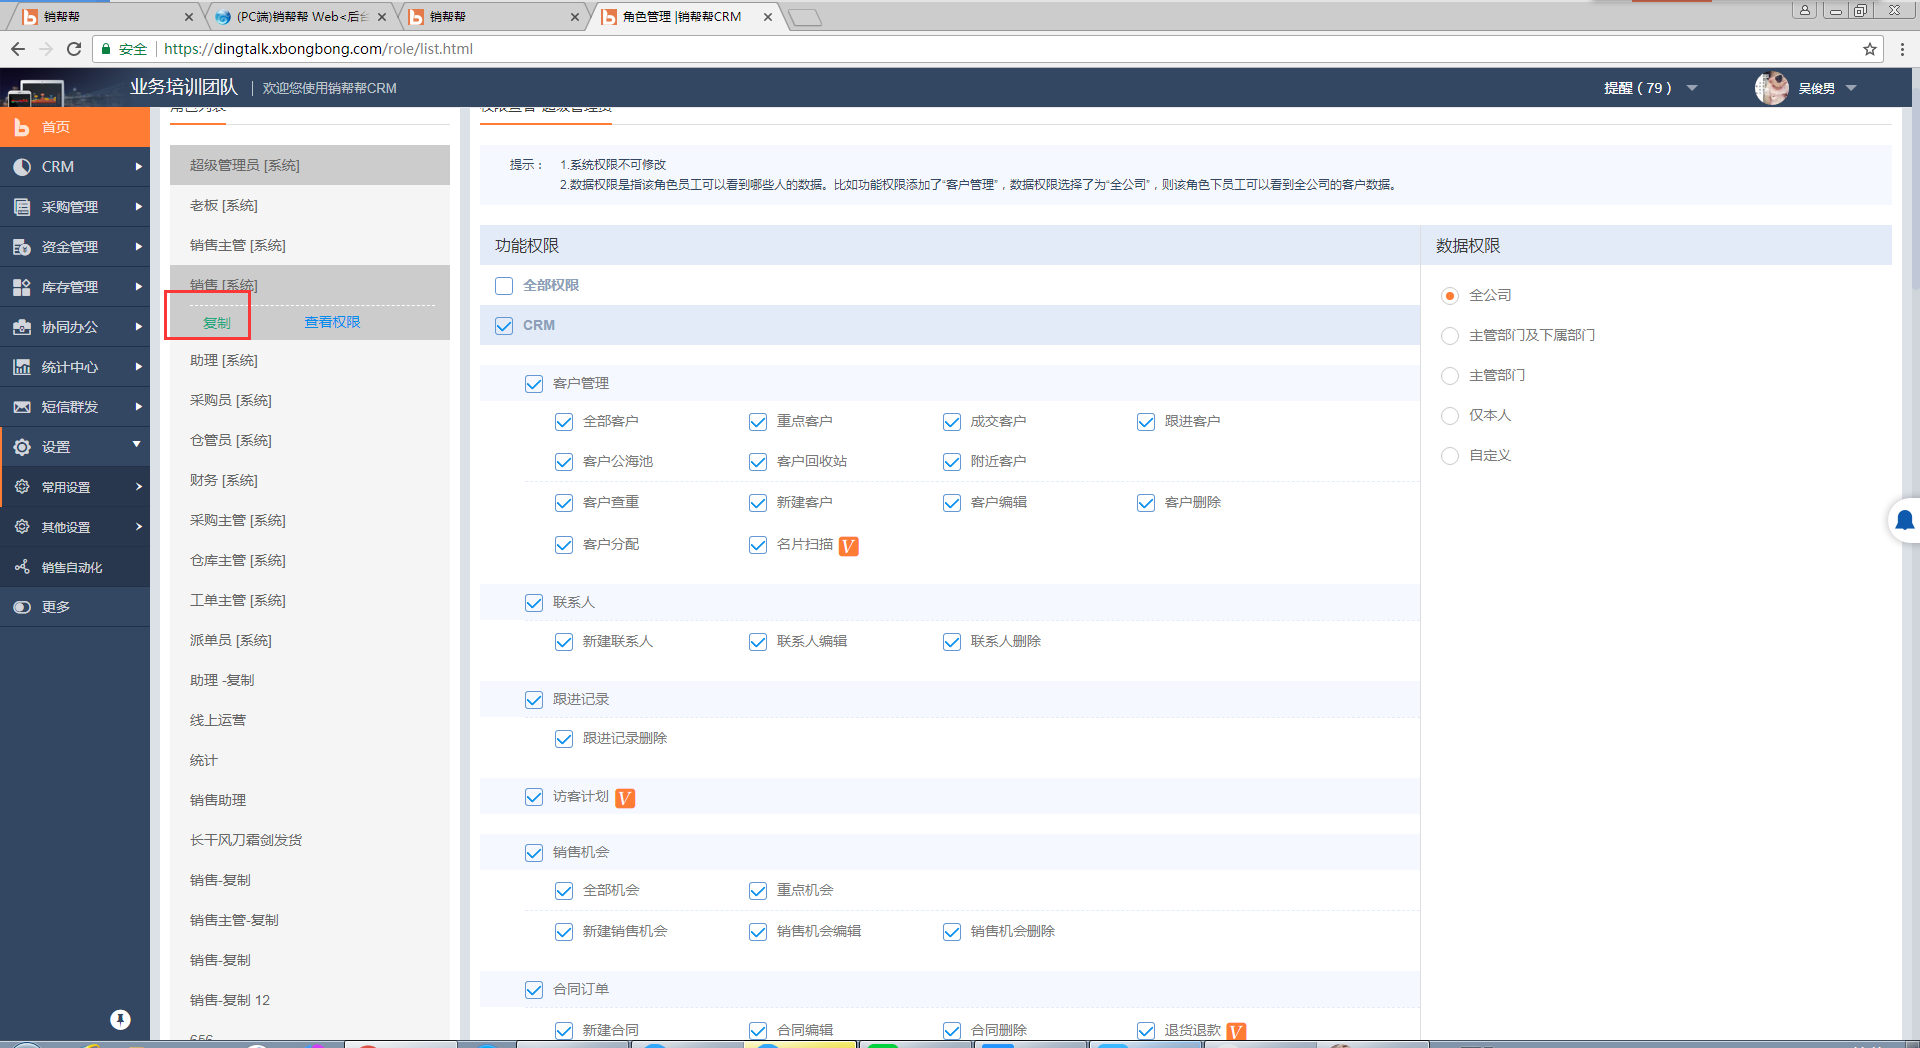 销帮帮
(PC端)销帮帮 Web<后台
销帮帮
角色管理 |销帮帮CRM
安全 https://dingtalk.xbongbong.com/role/list.html
业务培训团队 欢迎您使用销帮帮CRM
提醒 ( 79 )
吴俊男
首页
CRM
采购管理
资金管理
库存管理
协同办公
统计中心
短信群发
设置
常用设置
其他设置
销售自动化
更多
角色列表
超级管理员 [系统]
老板 [系统]
销售主管 [系统]
销售 [系统]
复制 查看权限
助理 [系统]
采购员 [系统]
仓管员 [系统]
财务 [系统]
采购主管 [系统]
仓库主管 [系统]
工单主管 [系统]
派单员 [系统]
助理 -复制
线上运营
统计
销售助理
长干风刀霜剑发货
销售-复制
销售主管-复制
销售-复制
销售-复制 12
656
权限查看-超级管理员
提示： 1.系统权限不可修改
2.数据权限是指该角色员工可以看到哪些人的数据。比如功能权限添加了“客户管理”，数据权限选择了为“全公司”，则该角色下员工可以看到全公司的客户数据。
功能权限
全部权限
CRM
客户管理
全部客户 重点客户 成交客户 跟进客户
客户公海池 客户回收站 附近客户
客户查重 新建客户 客户编辑 客户删除
客户分配 名片扫描 V
联系人
新建联系人 联系人编辑 联系人删除
跟进记录
跟进记录删除
访客计划 V
销售机会
全部机会 重点机会
新建销售机会 销售机会编辑 销售机会删除
合同订单
新建合同 合同编辑 合同删除 退货退款 V
数据权限
全公司
主管部门及下属部门
主管部门
仅本人
自定义